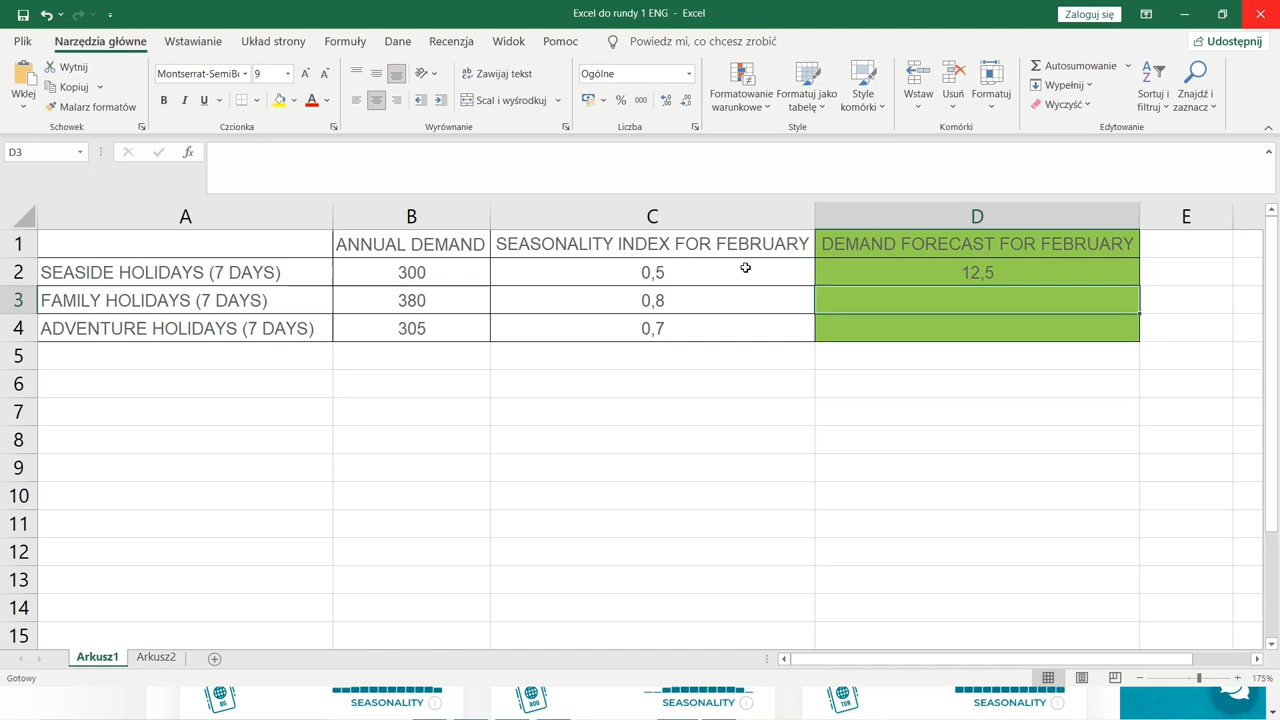 Excel do rundy 1 ENG - Excel
Zaloguj się
Plik Narzędzia główne Wstawianie Układ strony Formuły Dane Recenzja Widok Pomoc Powiedz mi, co chcesz zrobić Udostępnij
Wklej
Wytnij
Kopiuj
Malarz formatów
Schowek
Montserrat-SemiB 9
B I U
Czcionka
Zawijaj tekst
Scal i wyśrodkuj
Wyrównanie
Ogólne
% 000
Liczba
Formatowanie warunkowe
Formatuj jako tabelę
Style komórki
Style
Wstaw Usuń Formatuj
Komórki
Autosumowanie
Wypełnij
Wyczyść
Sortuj i filtruj
Znajdź i zaznacz
Edytowanie
D3 fx
A B C D E
1 ANNUAL DEMAND SEASONALITY INDEX FOR FEBRUARY DEMAND FORECAST FOR FEBRUARY
2 SEASIDE HOLIDAYS (7 DAYS) 300 0,5 12,5
3 FAMILY HOLIDAYS (7 DAYS) 380 0,8
4 ADVENTURE HOLIDAYS (7 DAYS) 305 0,7
5
6
7
8
9
10
11
12
13
14
15
Arkusz1 Arkusz2
Gotowy 175%
BG SEASONALITY i ROU SEASONALITY i TUR SEASONALITY i